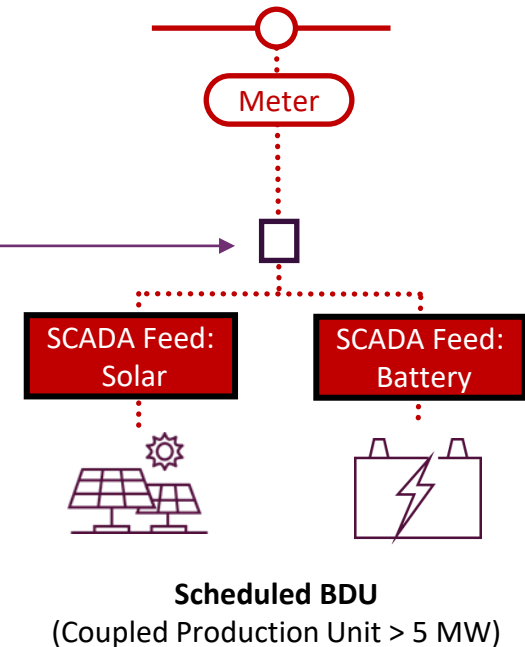 Meter
SCADA Feed:
Solar
SCADA Feed:
Battery
Scheduled BDU
(Coupled Production Unit > 5 MW)